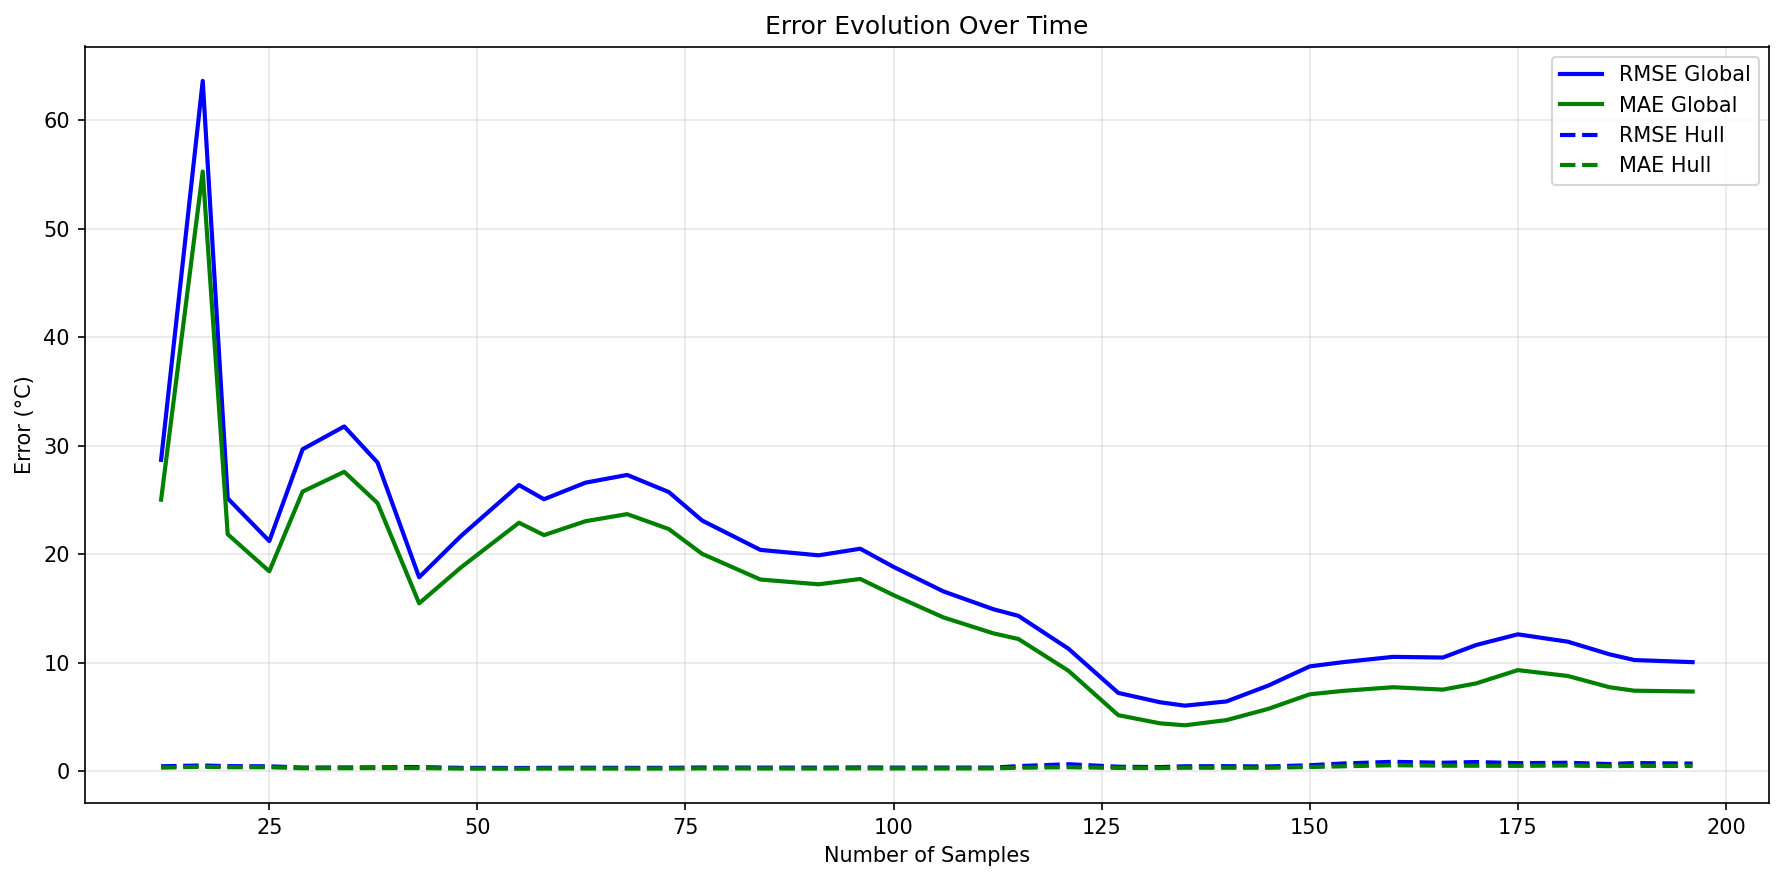 Error Evolution Over Time
RMSE Global
MAE Global
RMSE Hull
MAE Hull
Error (°C)
60
50
40
30
20
10
0
25 50 75 100 125 150 175 200
Number of Samples